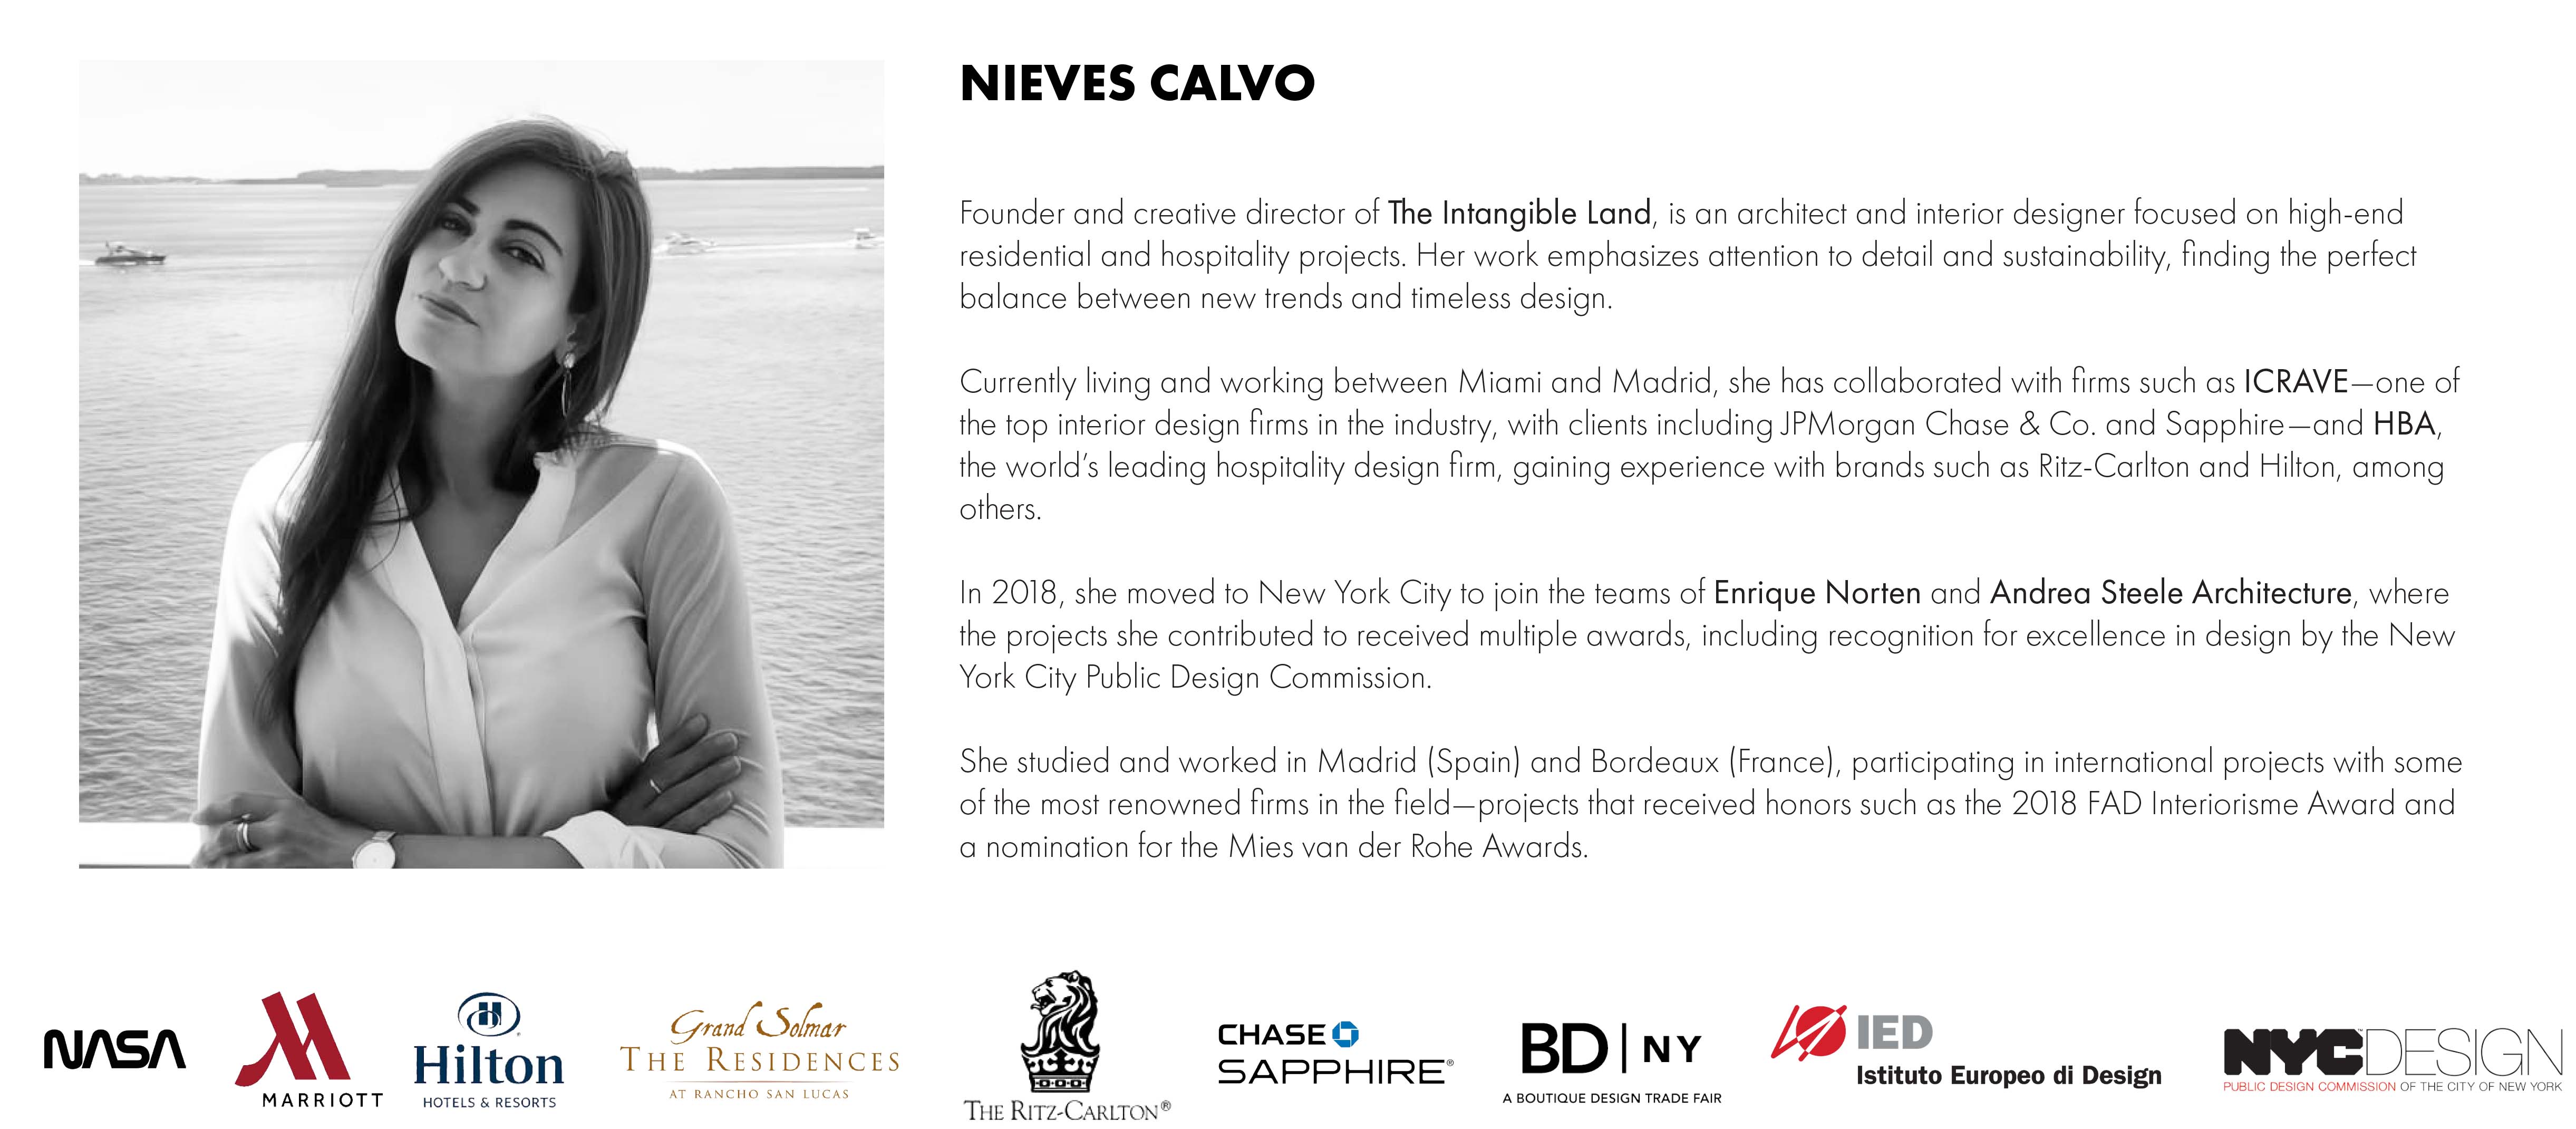 NIEVES CALVO
Founder and creative director of The Intangible Land, is an architect and interior designer focused on high-end
residential and hospitality projects. Her work emphasizes attention to detail and sustainability, finding the perfect
balance between new trends and timeless design.
Currently living and working between Miami and Madrid, she has collaborated with firms such as ICRAVE—one of
the top interior design firms in the industry, with clients including JPMorgan Chase & Co. and Sapphire—and HBA,
the world’s leading hospitality design firm, gaining experience with brands such as Ritz-Carlton and Hilton, among
others.
In 2018, she moved to New York City to join the teams of Enrique Norten and Andrea Steele Architecture, where
the projects she contributed to received multiple awards, including recognition for excellence in design by the New
York City Public Design Commission.
She studied and worked in Madrid (Spain) and Bordeaux (France), participating in international projects with some
of the most renowned firms in the field—projects that received honors such as the 2018 FAD Interiorisme Award and
a nomination for the Mies van der Rohe Awards.
NASA
MARRIOTT
H
Hilton
HOTELS & RESORTS
Grand Solmar
THE RESIDENCES
AT RANCHO SAN LUCAS
THE RITZ-CARLTON®
CHASE
SAPPHIRE®
BD | NY
A BOUTIQUE DESIGN TRADE FAIR
IED
Istituto Europeo di Design
NYCDESIGN
PUBLIC DESIGN COMMISSION OF THE CITY OF NEW YORK